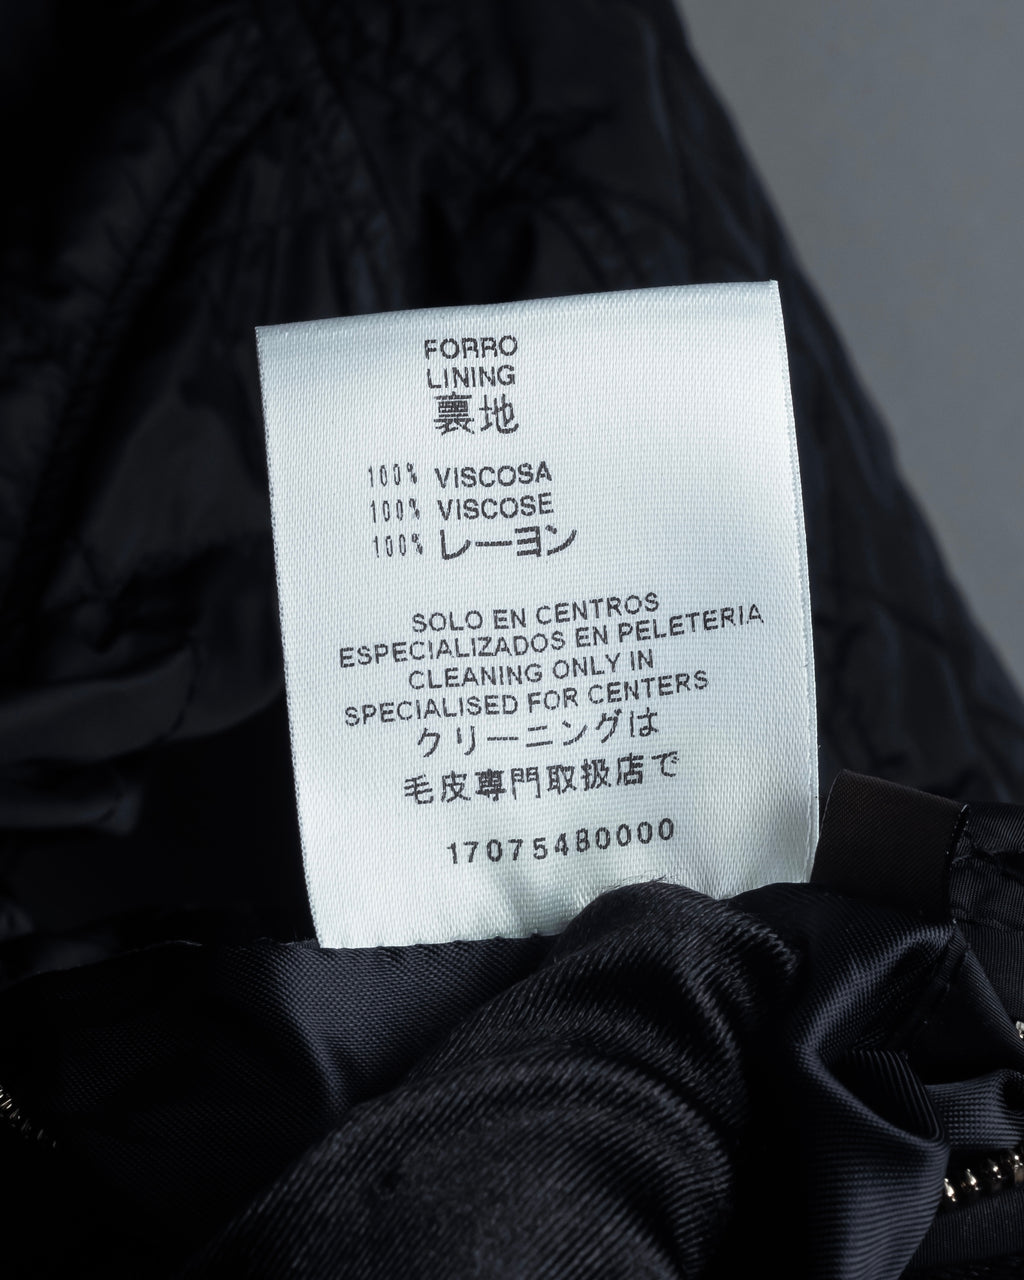 FORRO
LINING
裏地
100% VISCOSA
100% VISCOSE
100% レーヨン
SOLO EN CENTROS
ESPECIALIZADOS EN PELETERIA
CLEANING ONLY IN
SPECIALISED FOR CENTERS
クリーニングは
毛皮専門取扱店で
17075480000